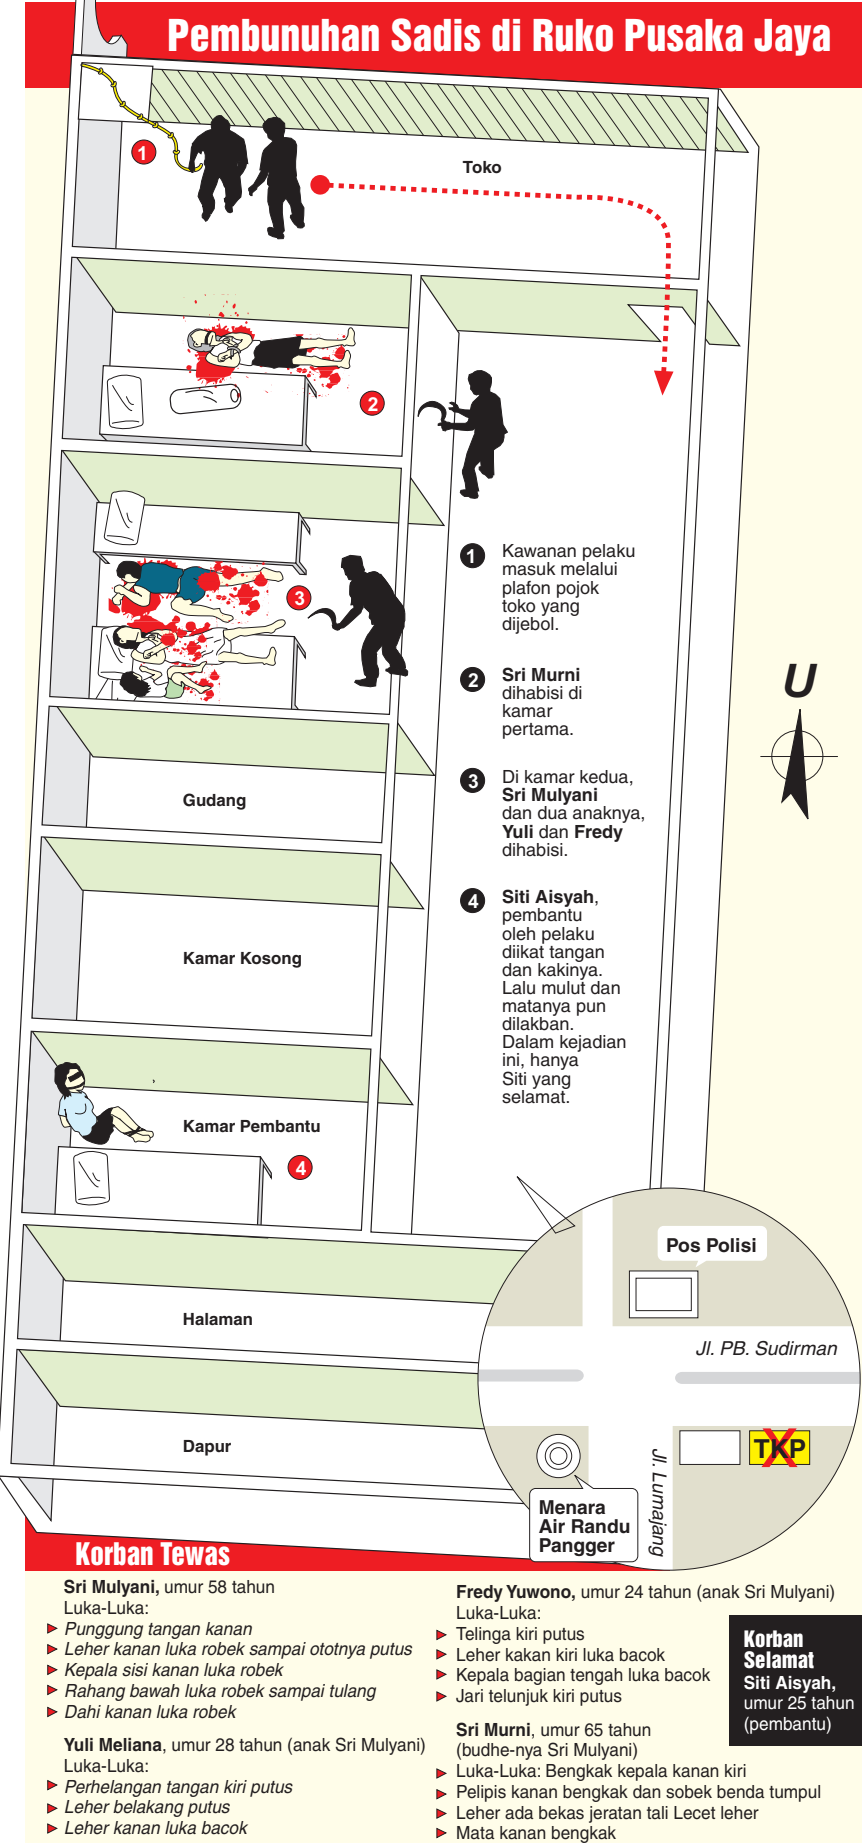 Pembunuhan Sadis di Ruko Pusaka Jaya
1
Toko
2
3
1 Kawanan pelaku
masuk melalui
plafon pojok
toko yang
dijebol.
2 Sri Murni
dihabisi di
kamar
pertama.
3 Di kamar kedua,
Sri Mulyani
dan dua anaknya,
Yuli dan Fredy
dihabisi.
4 Siti Aisyah,
pembantu
oleh pelaku
diikat tangan
dan kakinya.
Lalu mulut dan
matanya pun
dilakban.
Dalam kejadian
ini, hanya
Siti yang
selamat.
U
Gudang
Kamar Kosong
Kamar Pembantu
4
Halaman
Dapur
Pos Polisi
Jl. PB. Sudirman
TKP
Jl. Lumajang
Menara
Air Randu
Pangger
Korban Tewas
Sri Mulyani, umur 58 tahun
Luka-Luka:
Punggung tangan kanan
Leher kanan luka robek sampai ototnya putus
Kepala sisi kanan luka robek
Rahang bawah luka robek sampai tulang
Dahi kanan luka robek
Yuli Meliana, umur 28 tahun (anak Sri Mulyani)
Luka-Luka:
Perhelangan tangan kiri putus
Leher belakang putus
Leher kanan luka bacok
Fredy Yuwono, umur 24 tahun (anak Sri Mulyani)
Luka-Luka:
Telinga kiri putus
Leher kakan kiri luka bacok
Kepala bagian tengah luka bacok
Jari telunjuk kiri putus
Sri Murni, umur 65 tahun
(budhe-nya Sri Mulyani)
Luka-Luka: Bengkak kepala kanan kiri
Pelipis kanan bengkak dan sobek benda tumpul
Leher ada bekas jeratan tali Lecet leher
Mata kanan bengkak
Korban
Selamat
Siti Aisyah,
umur 25 tahun
(pembantu)